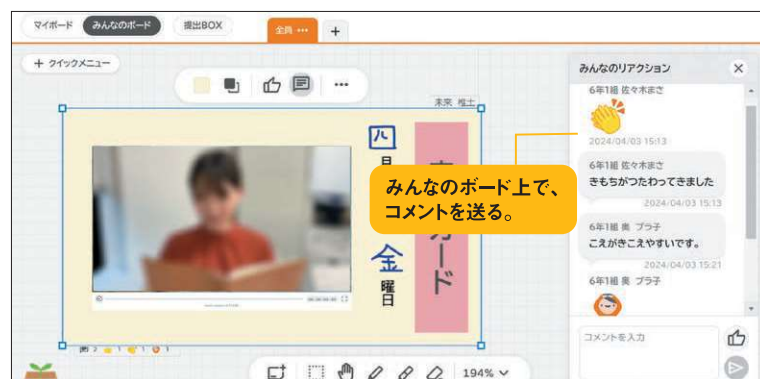 マイボード
みんなのボード
提出BOX
全員 •••
+
+ クイックメニュー
•••
未来 唯土
四
月
金
曜
日
カード
みんなのボード上で、
コメントを送る。
みんなのリアクション
×
6年1組 佐々木まさ
2024/04/03 15:13
6年1組 佐々木まさ
きもちがつたわってきました
2024/04/03 15:13
6年1組 奥 プラ子
こえがきこえやすいです。
2024/04/03 15:21
6年1組 奥 プラ子
コメントを入力
194%